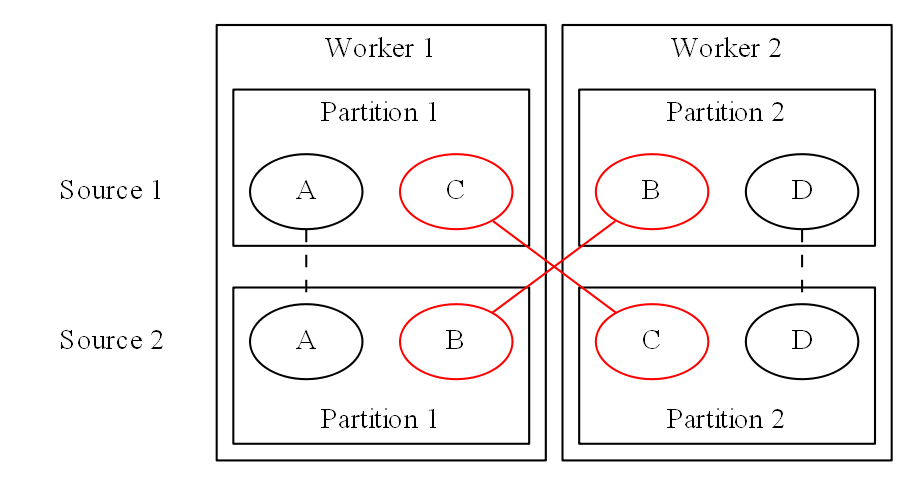 Worker 1
Worker 2
Partition 1
Partition 2
Source 1
A
C
B
D
Source 2
A
B
C
D
Partition 1
Partition 2